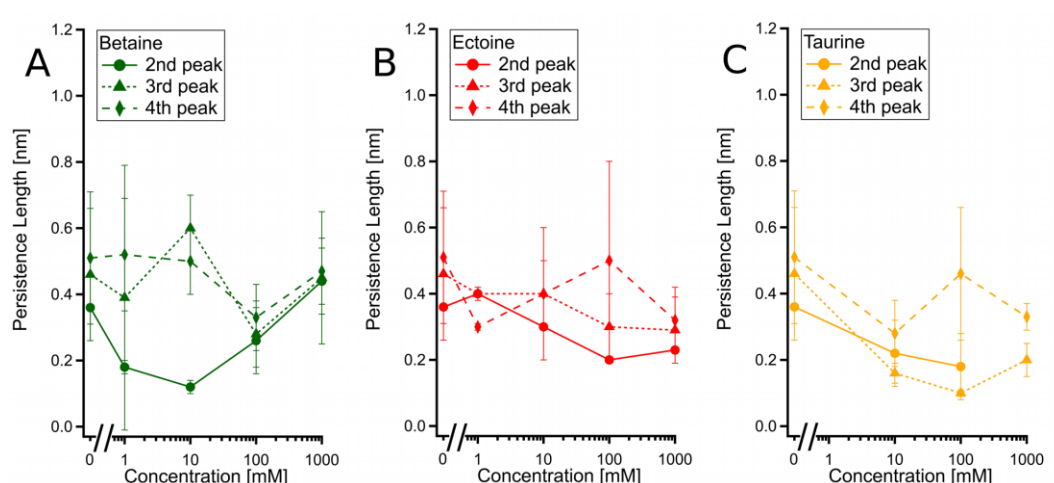 A
Betaine
2nd peak
3rd peak
4th peak
Persistence Length [nm]
1.2
1.0
0.8
0.6
0.4
0.2
0.0
0 1 10 100 1000
Concentration [mM]
B
Ectoine
2nd peak
3rd peak
4th peak
Persistence Length [nm]
1.2
1.0
0.8
0.6
0.4
0.2
0.0
0 1 10 100 1000
Concentration [mM]
C
Taurine
2nd peak
3rd peak
4th peak
Persistence Length [nm]
1.2
1.0
0.8
0.6
0.4
0.2
0.0
0 1 10 100 1000
Concentration [mM]